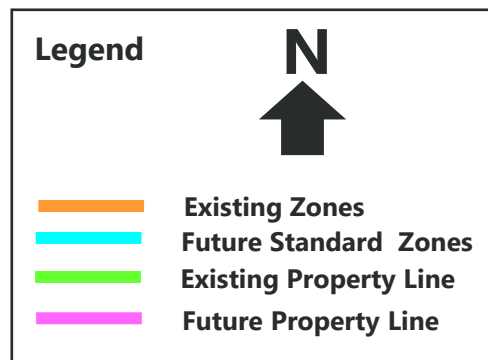 Legend
N
Existing Zones
Future Standard Zones
Existing Property Line
Future Property Line